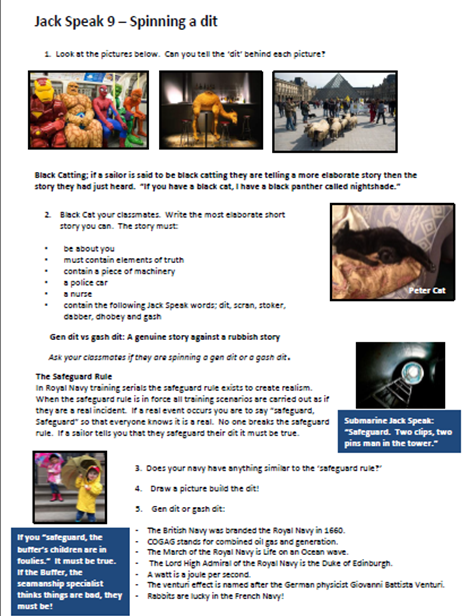 Jack Speak 9 – Spinning a dit
1. Look at the pictures below. Can you tell the 'dit' behind each picture?
Black Catting; if a sailor is said to be black catting they are telling a more elaborate story then the
story they had just heard. "If you have a black cat, I have a black panther called nightshade."
2. Black Cat your classmates. Write the most elaborate short
story you can. The story must:
• be about you
• must contain elements of truth
• contain a piece of machinery
• a police car
• a nurse
• contain the following Jack Speak words; dit, scran, stoker,
dabber, dhobey and gash
Peter Cat
Gen dit vs gash dit: A genuine story against a rubbish story
Ask your classmates if they are spinning a gen dit or a gash dit.
The Safeguard Rule
In Royal Navy training serials the safeguard rule exists to create realism.
When the safeguard rule is in force all training scenarios are carried out as if
they are a real incident. If a real event occurs you are to say "safeguard,
Safeguard" so that everyone knows it is a real. No one breaks the safeguard
rule. If a sailor tells you that they safeguard their dit it must be true.
Submarine Jack Speak:
"Safeguard. Two clips, two
pins man in the tower."
3. Does your navy have anything similar to the 'safeguard rule?'
4. Draw a picture build the dit!
5. Gen dit or gash dit:
- The British Navy was branded the Royal Navy in 1660.
- COGAG stands for combined oil gas and generation.
- The March of the Royal Navy is Life on an Ocean wave.
- The Lord High Admiral of the Royal Navy is the Duke of Edinburgh.
- A watt is a joule per second.
- The venturi effect is named after the German physicist Giovanni Battista Venturi.
- Rabbits are lucky in the French Navy!
If you "safeguard, the
buffer's children are in
foulies." It must be true.
If the Buffer, the
seamanship specialist
thinks things are bad, they
must be!